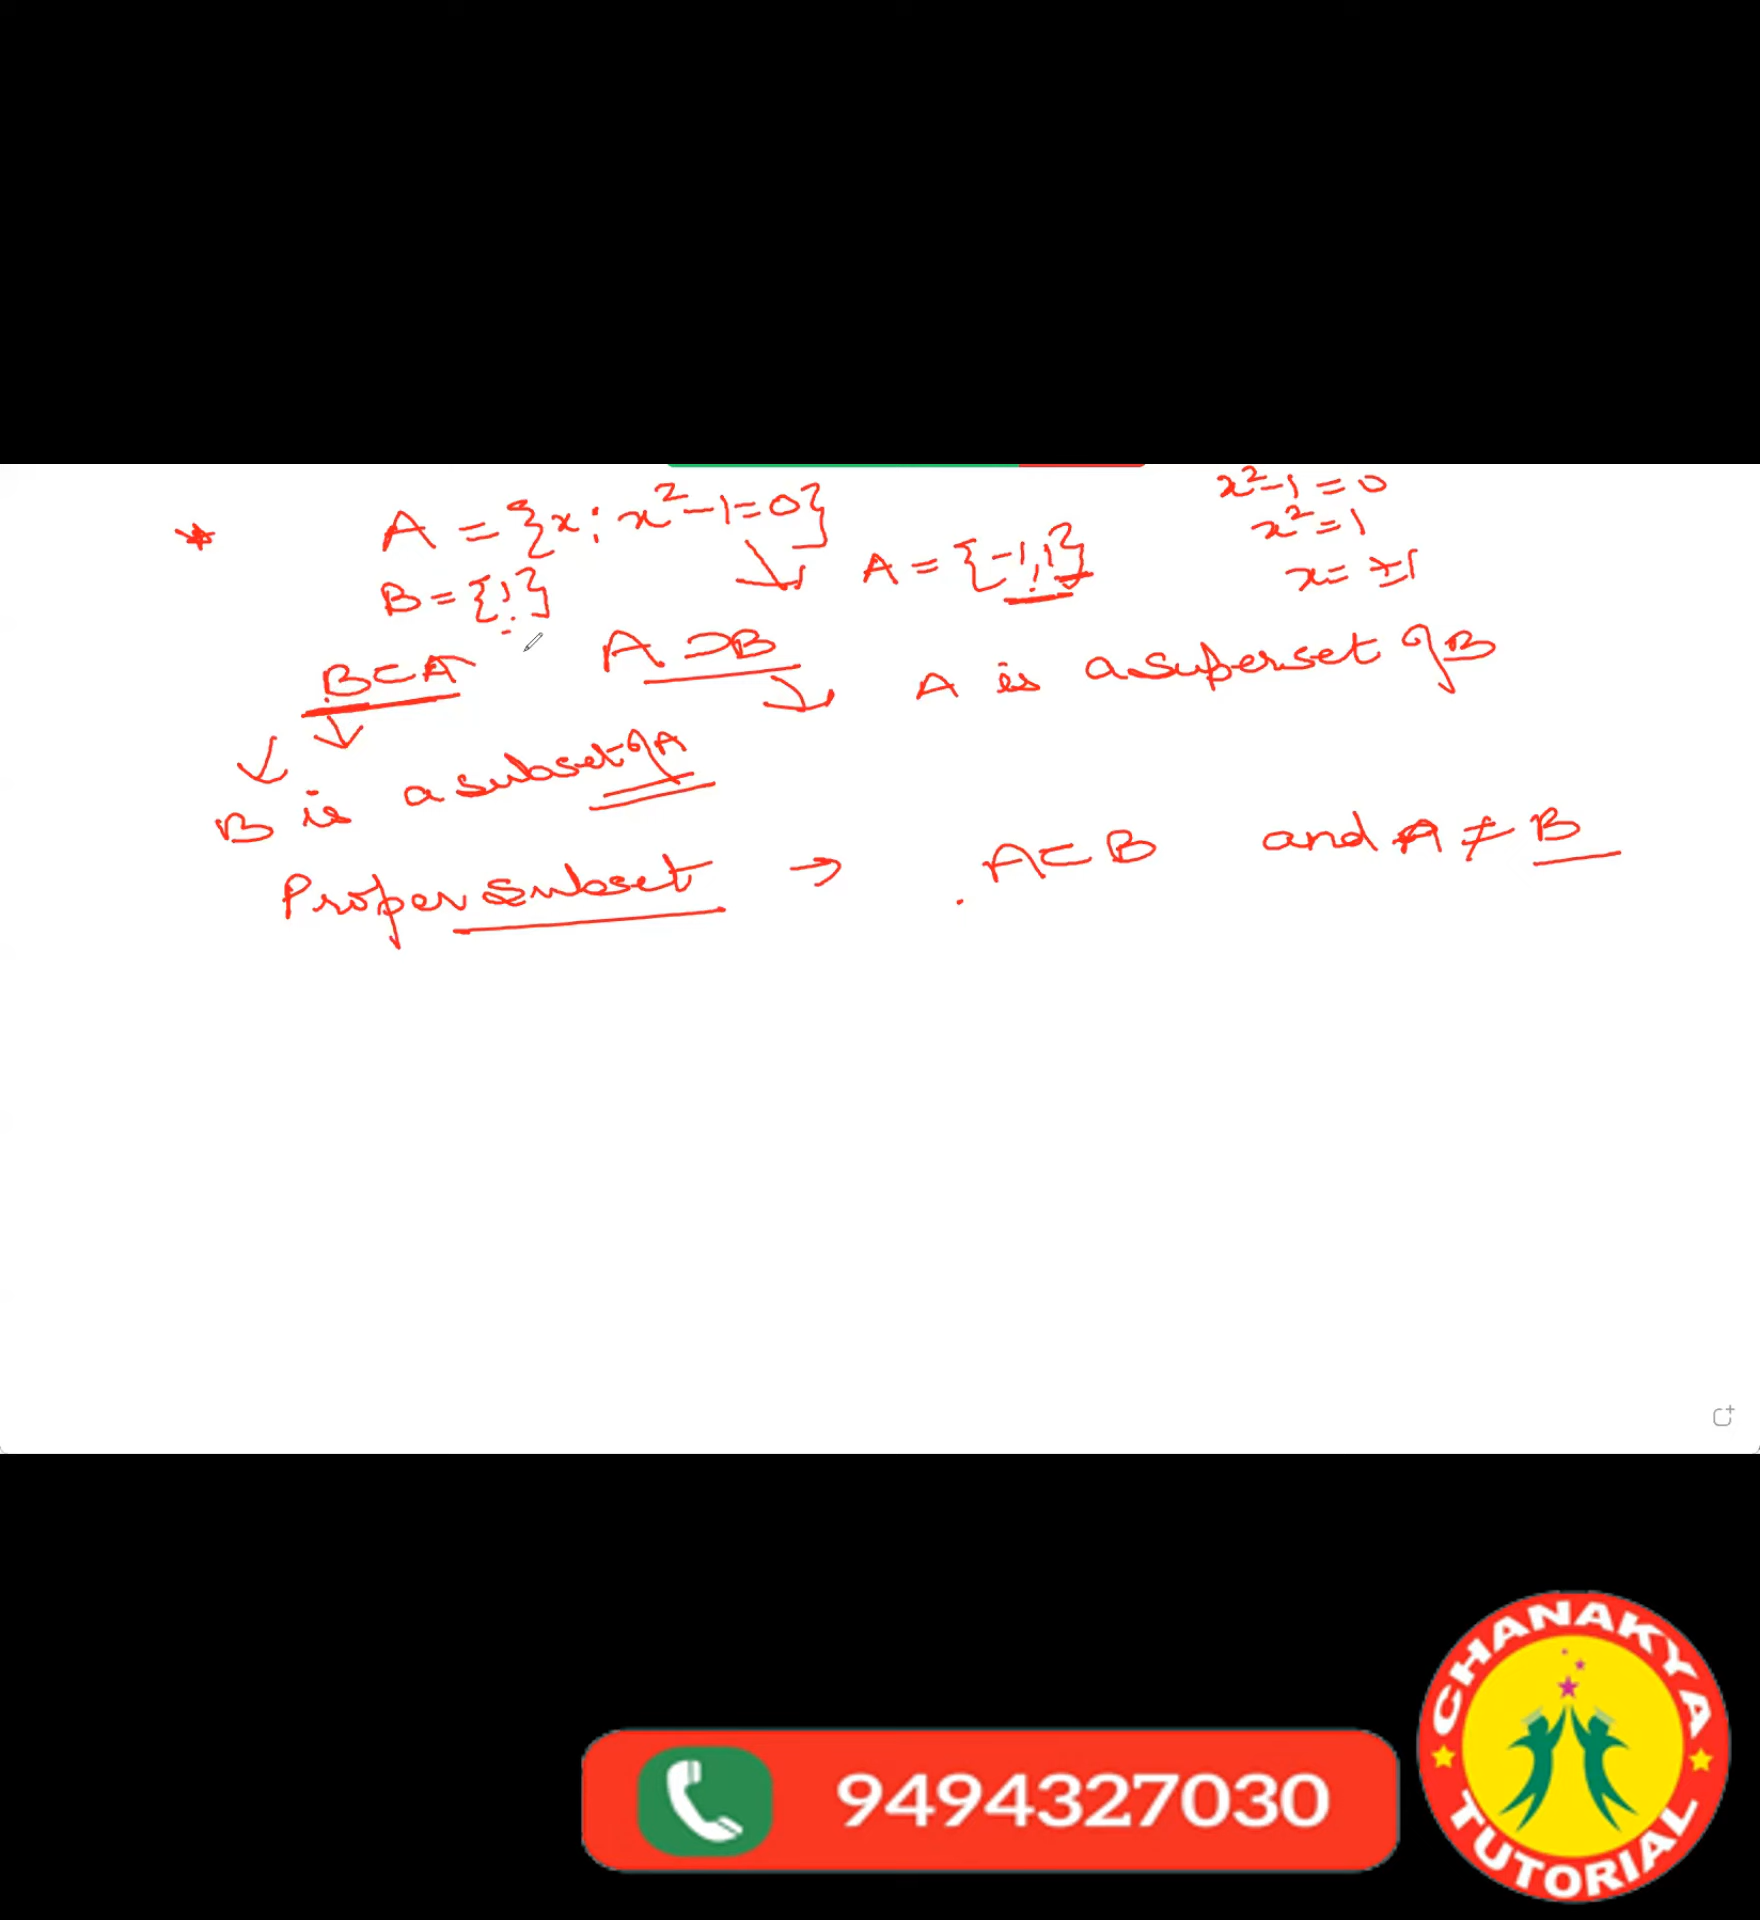 * A = {x : x² - 1 = 0}
x² - 1 = 0
x² = 1
x = ±1
B = {1}
A = {-1, 1}
B ⊂ A
A ⊃ B
A is a superset of B
B is a subset of A
Proper subset → A ⊂ B and A ≠ B
9494327030
CHANAKYA
TUTORIAL